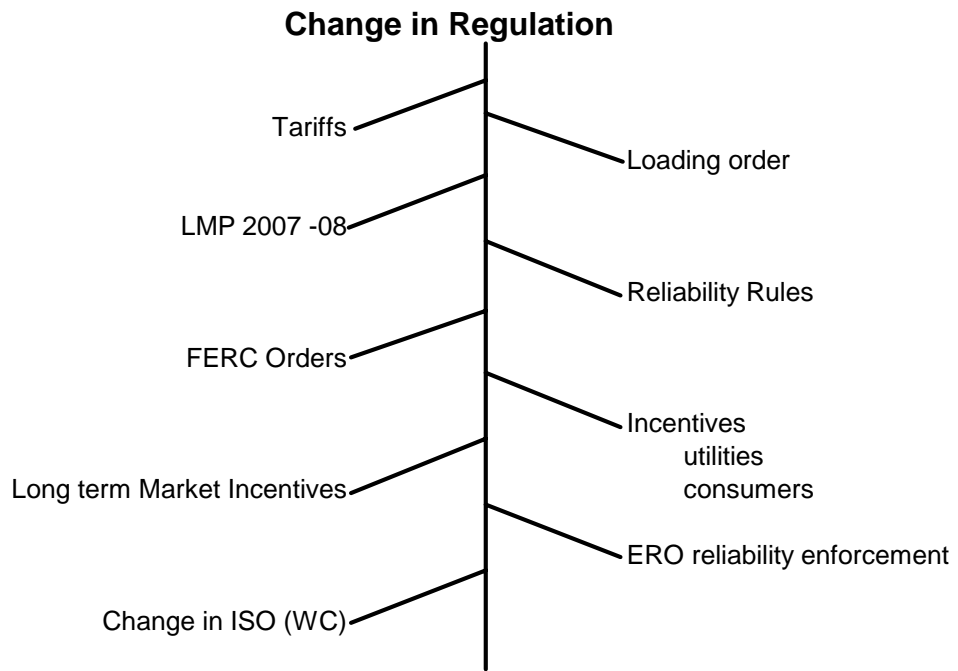 Change in Regulation
Tariffs
Loading order
LMP 2007 -08
Reliability Rules
FERC Orders
Incentives
utilities
consumers
Long term Market Incentives
ERO reliability enforcement
Change in ISO (WC)